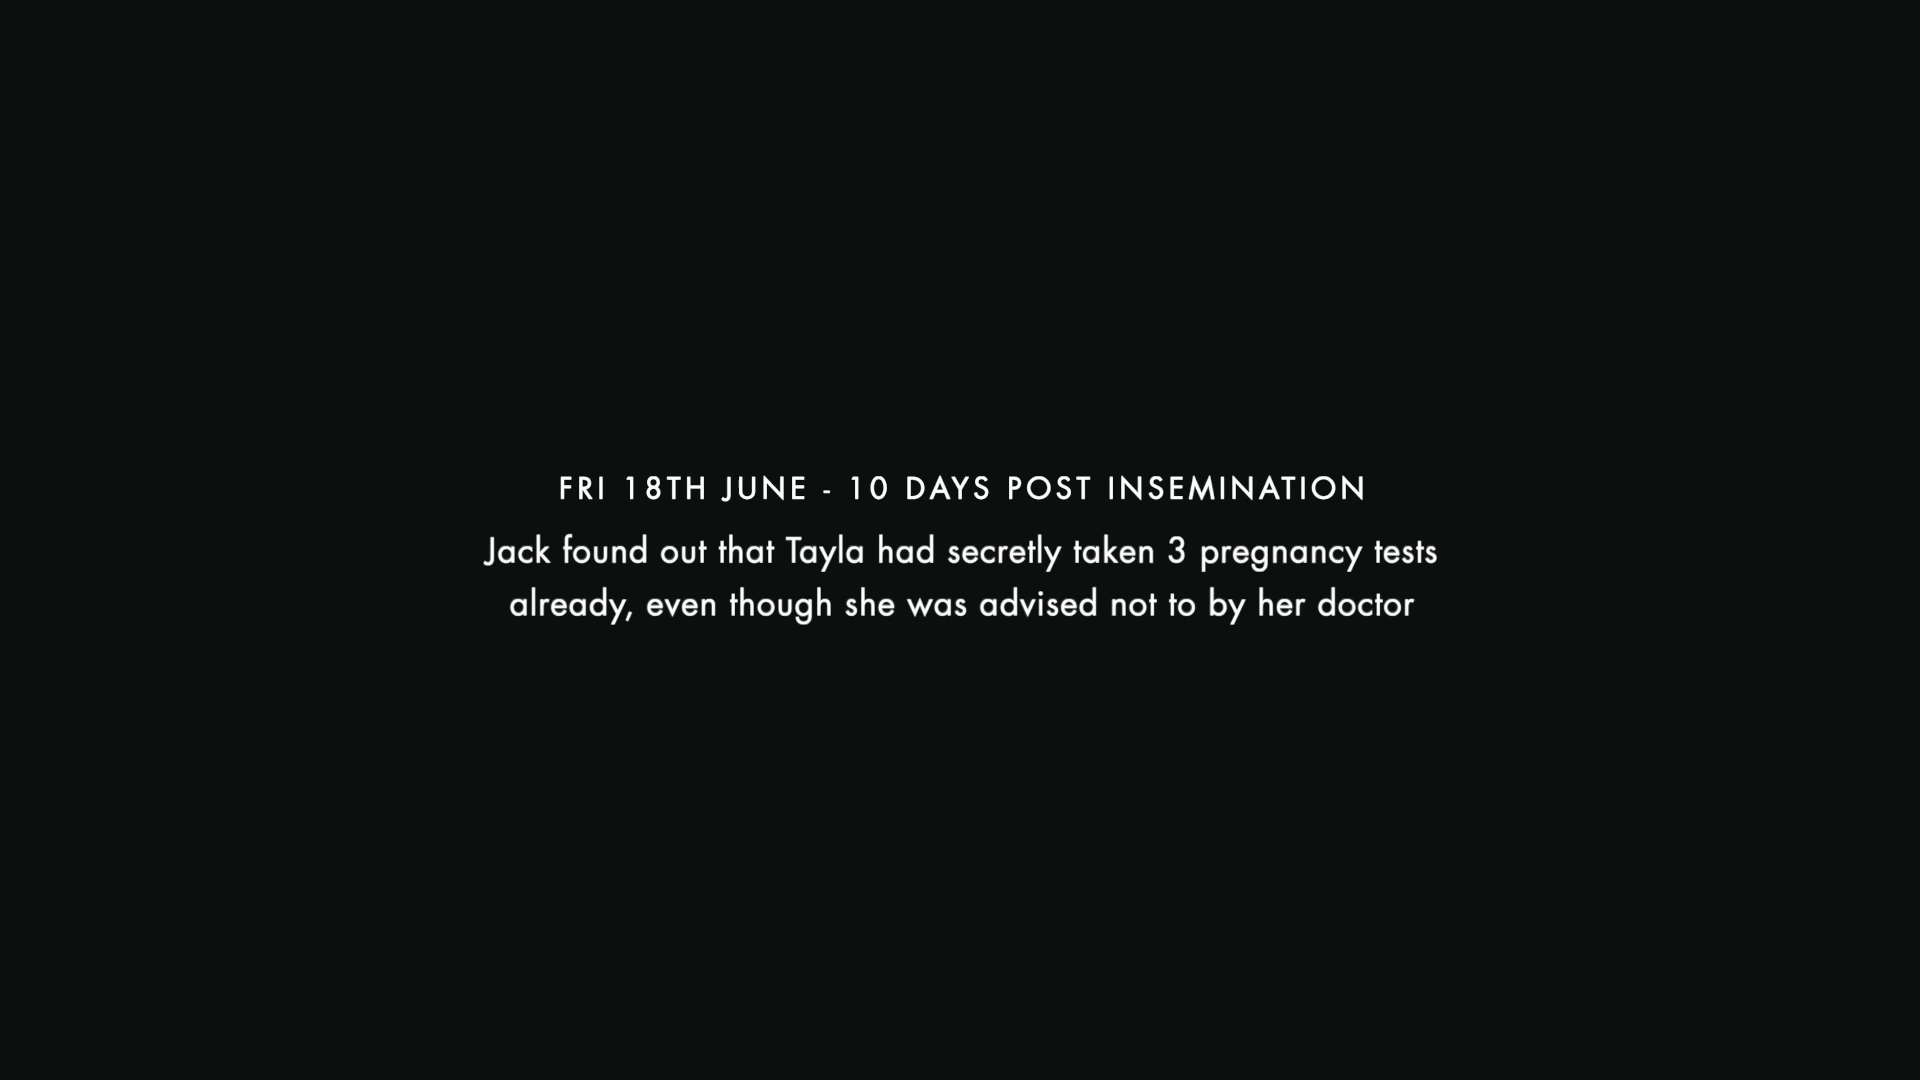 FRI 18TH JUNE - 10 DAYS POST INSEMINATION
Jack found out that Tayla had secretly taken 3 pregnancy tests
already, even though she was advised not to by her doctor